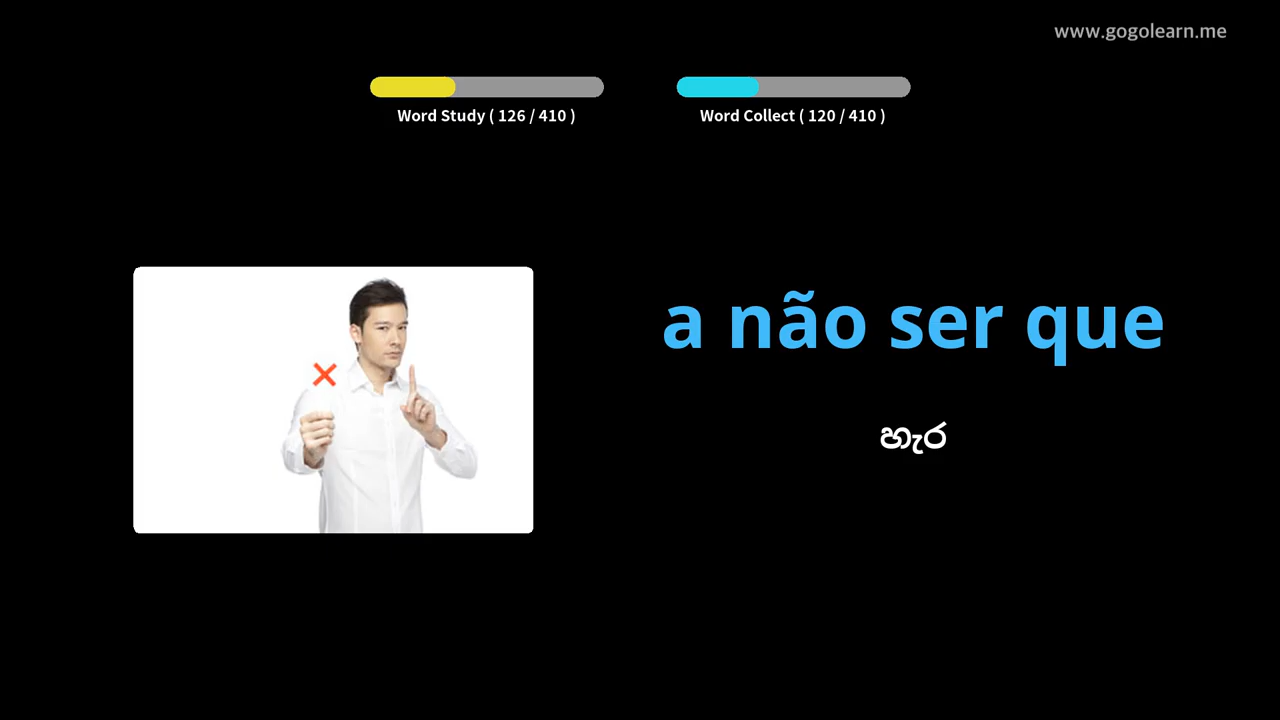 www.gogolearn.me
Word Study ( 126 / 410 )
Word Collect ( 120 / 410 )
a não ser que
හැර